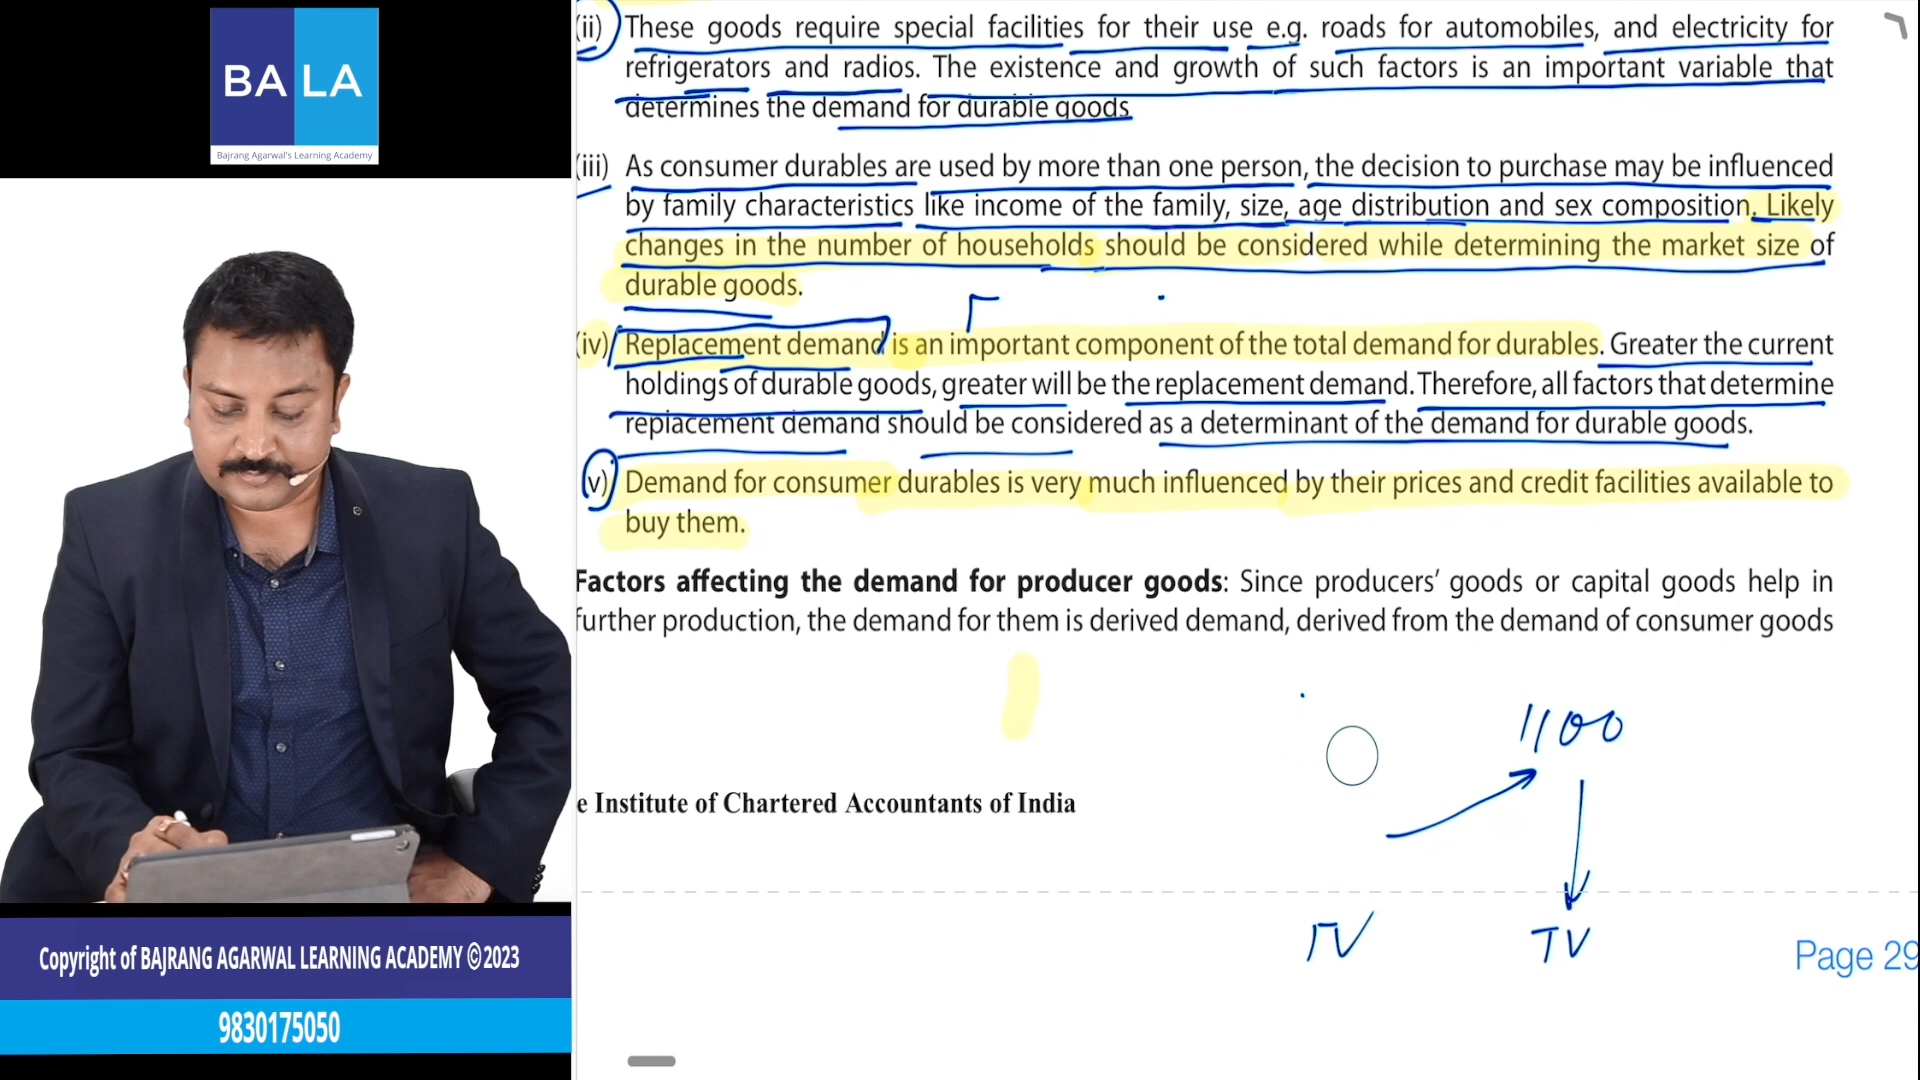 BALA
Bajrang Agarwal's Learning Academy
(ii) These goods require special facilities for their use e.g. roads for automobiles, and electricity for
refrigerators and radios. The existence and growth of such factors is an important variable that
determines the demand for durable goods
(iii) As consumer durables are used by more than one person, the decision to purchase may be influenced
by family characteristics like income of the family, size, age distribution and sex composition. Likely
changes in the number of households should be considered while determining the market size of
durable goods.
(iv) Replacement demand is an important component of the total demand for durables. Greater the current
holdings of durable goods, greater will be the replacement demand. Therefore, all factors that determine
replacement demand should be considered as a determinant of the demand for durable goods.
(v) Demand for consumer durables is very much influenced by their prices and credit facilities available to
buy them.
Factors affecting the demand for producer goods: Since producers’ goods or capital goods help in
further production, the demand for them is derived demand, derived from the demand of consumer goods
1100
e Institute of Chartered Accountants of India
TV TV
Page 29
Copyright of BAJRANG AGARWAL LEARNING ACADEMY ©2023
9830175050